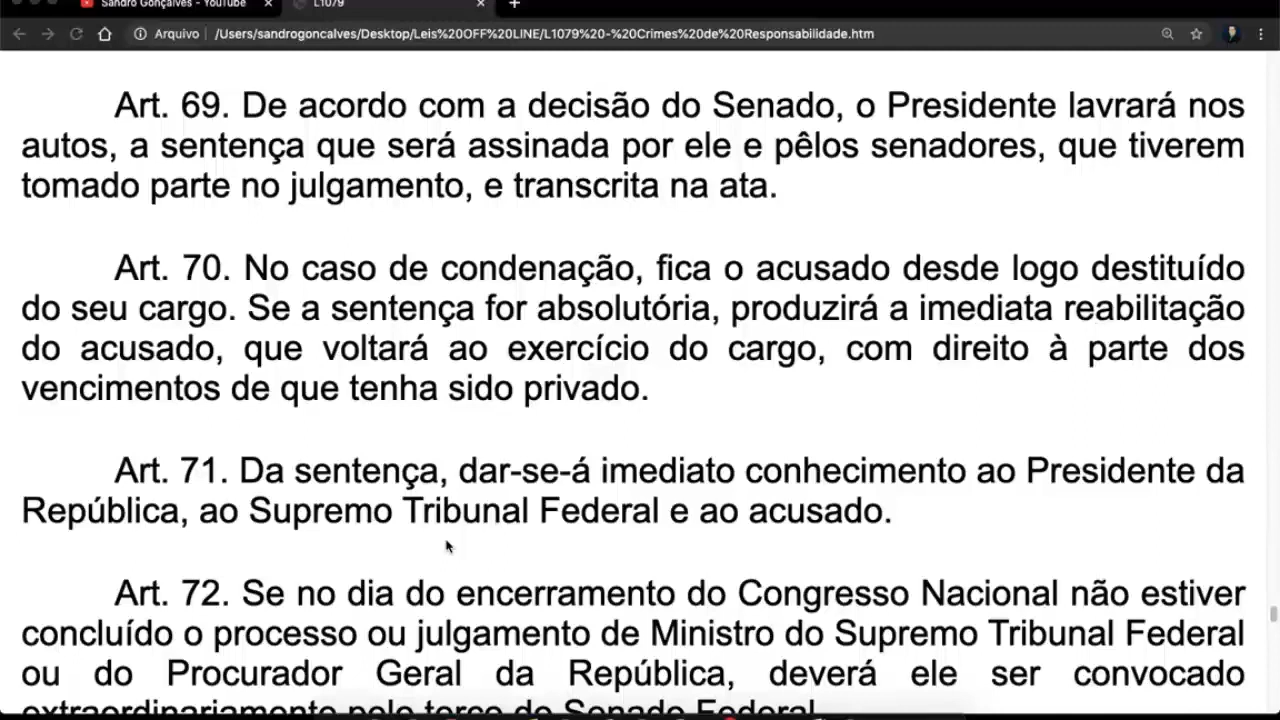 Sandro Gonçalves - YouTube
L1079
Arquivo | /Users/sandrogoncalves/Desktop/Leis%20OFF%20LINE/L1079%20-%20Crimes%20de%20Responsabilidade.htm
Art. 69. De acordo com a decisão do Senado, o Presidente lavrará nos
autos, a sentença que será assinada por ele e pêlos senadores, que tiverem
tomado parte no julgamento, e transcrita na ata.
Art. 70. No caso de condenação, fica o acusado desde logo destituído
do seu cargo. Se a sentença for absolutória, produzirá a imediata reabilitação
do acusado, que voltará ao exercício do cargo, com direito à parte dos
vencimentos de que tenha sido privado.
Art. 71. Da sentença, dar-se-á imediato conhecimento ao Presidente da
República, ao Supremo Tribunal Federal e ao acusado.
Art. 72. Se no dia do encerramento do Congresso Nacional não estiver
concluído o processo ou julgamento de Ministro do Supremo Tribunal Federal
ou do Procurador Geral da República, deverá ele ser convocado
extraordinariamente pelo terço do Senado Federal.